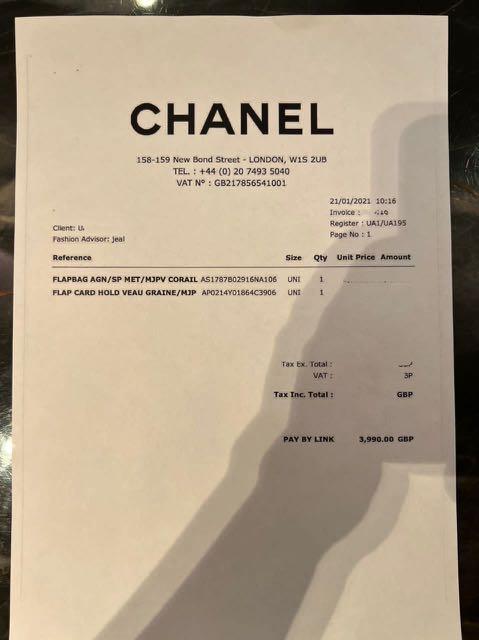 CHANEL
158-159 New Bond Street - LONDON, W1S 2UB
TEL. : +44 (0) 20 7493 5040
VAT N° : GB217856541001
21/01/2021 10:16
Invoice :
Register : UA1/UA195
Page No : 1
Client: U.
Fashion Advisor: jeal
Reference Size Qty Unit Price Amount
FLAPBAG AGN/SP MET/MJPV CORAIL AS1787B02916NA106 UNI 1
FLAP CARD HOLD VEAU GRAINE/MJP AP0214Y01864C3906 UNI 1
Tax Ex. Total :
VAT : 3P
Tax Inc. Total : GBP
PAY BY LINK 3,990.00 GBP